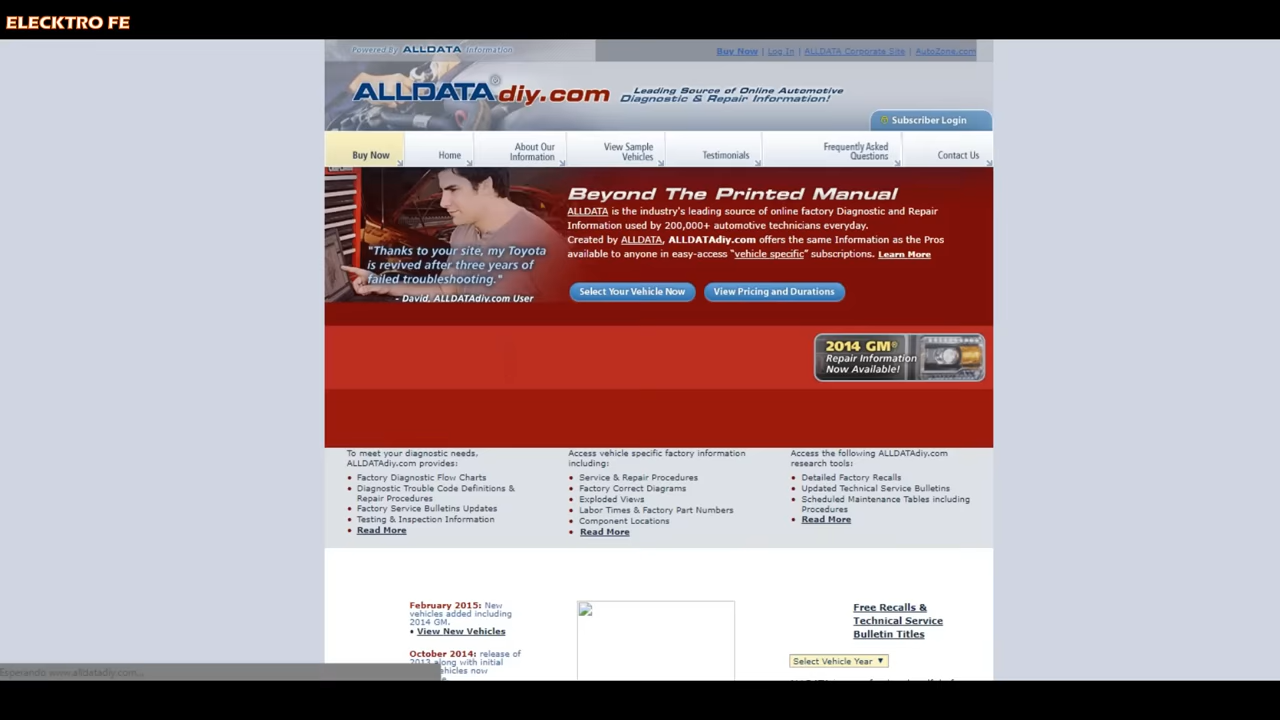 ELECKTRO FE
Powered By ALLDATA Information
Buy Now | Log In | ALLDATA Corporate Site | AutoZone.com
ALLDATA® diy.com
Leading Source of Online Automotive
Diagnostic & Repair Information!
Subscriber Login
Buy Now
Home
About Our
Information
View Sample
Vehicles
Testimonials
Frequently Asked
Questions
Contact Us
"Thanks to your site, my Toyota
is revived after three years of
failed troubleshooting."
- David, ALLDATAdiy.com User
Beyond The Printed Manual
ALLDATA is the industry's leading source of online factory Diagnostic and Repair
Information used by 200,000+ automotive technicians everyday.
Created by ALLDATA, ALLDATAdiy.com offers the same Information as the Pros
available to anyone in easy-access "vehicle specific" subscriptions. Learn More
Select Your Vehicle Now
View Pricing and Durations
2014 GM®
Repair Information
Now Available!
To meet your diagnostic needs,
ALLDATAdiy.com provides:
• Factory Diagnostic Flow Charts
• Diagnostic Trouble Code Definitions &
Repair Procedures
• Factory Service Bulletins Updates
• Testing & Inspection Information
• Read More
Access vehicle specific factory information
including:
• Service & Repair Procedures
• Factory Correct Diagrams
• Exploded Views
• Labor Times & Factory Part Numbers
• Component Locations
• Read More
Access the following ALLDATAdiy.com
research tools:
• Detailed Factory Recalls
• Updated Technical Service Bulletins
• Scheduled Maintenance Tables including
Procedures
• Read More
February 2015: New
vehicles added including
2014 GM.
• View New Vehicles
October 2014: release of
2013 along with initial
vehicles now
Free Recalls &
Technical Service
Bulletin Titles
Select Vehicle Year ▼
Esperando www.alldatadiy.com...